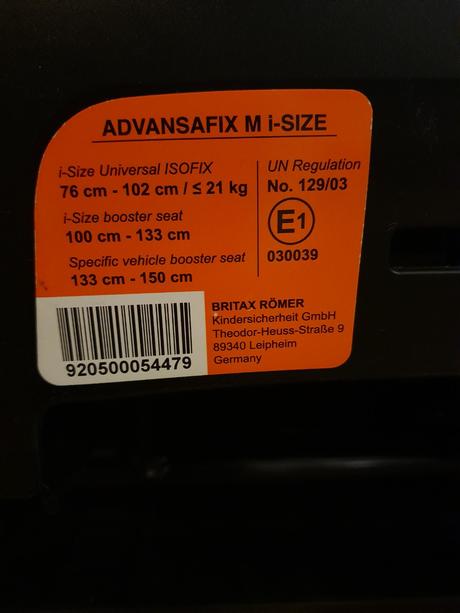 ADVANSAFIX M i-SIZE
i-Size Universal ISOFIX
76 cm - 102 cm / ≤ 21 kg
i-Size booster seat
100 cm - 133 cm
Specific vehicle booster seat
133 cm - 150 cm
UN Regulation
No. 129/03
E1
030039
920500054479
BRITAX RÖMER
Kindersicherheit GmbH
Theodor-Heuss-Straße 9
89340 Leipheim
Germany